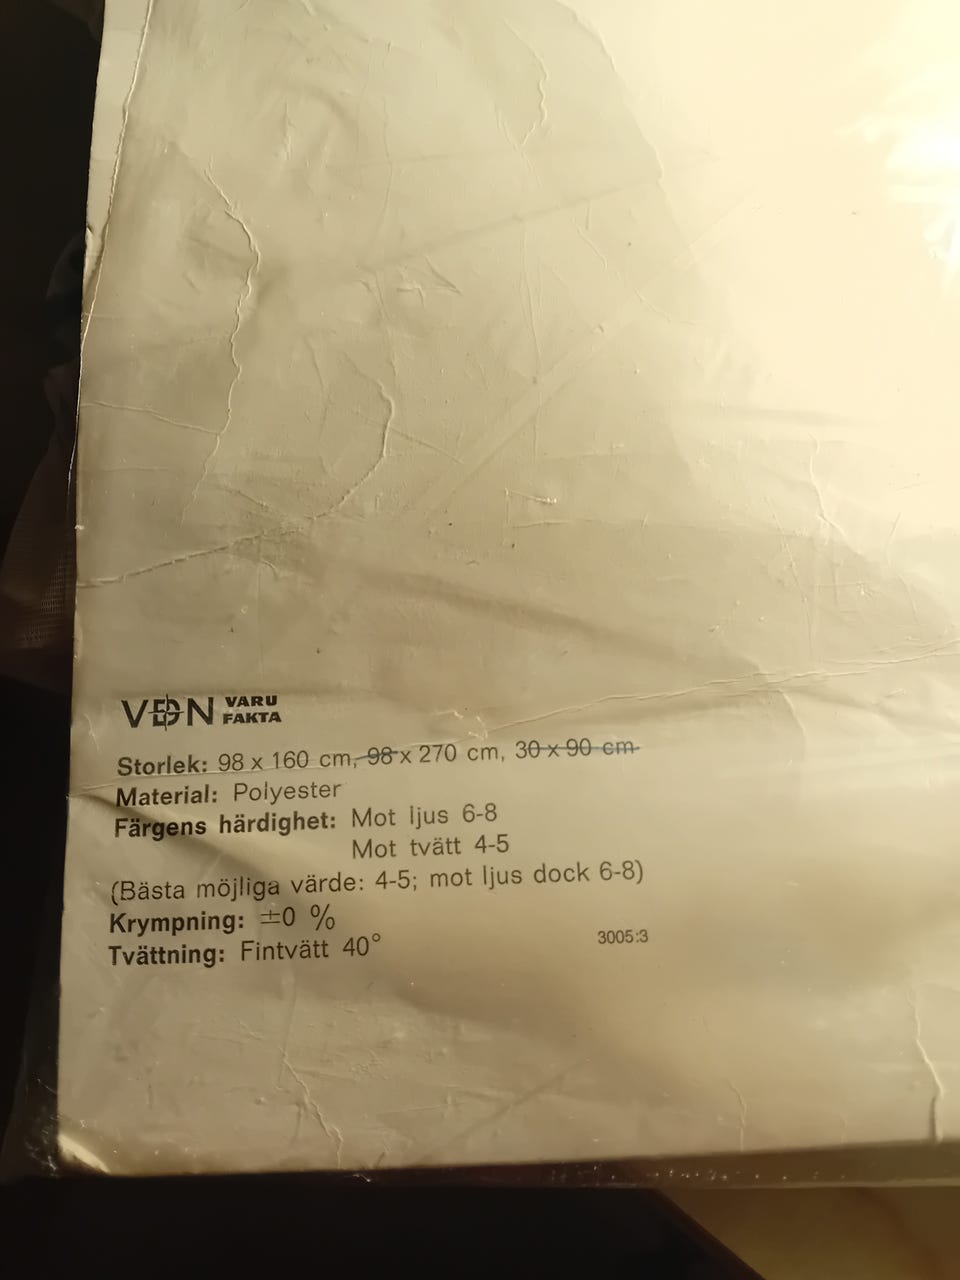 VDN VARU
FAKTA
Storlek: 98 x 160 cm, 98 x 270 cm, 30 x 90 cm
Material: Polyester
Färgens härdighet: Mot ljus 6-8
Mot tvätt 4-5
(Bästa möjliga värde: 4-5; mot ljus dock 6-8)
Krympning: ±0 %
Tvättning: Fintvätt 40°
3005:3